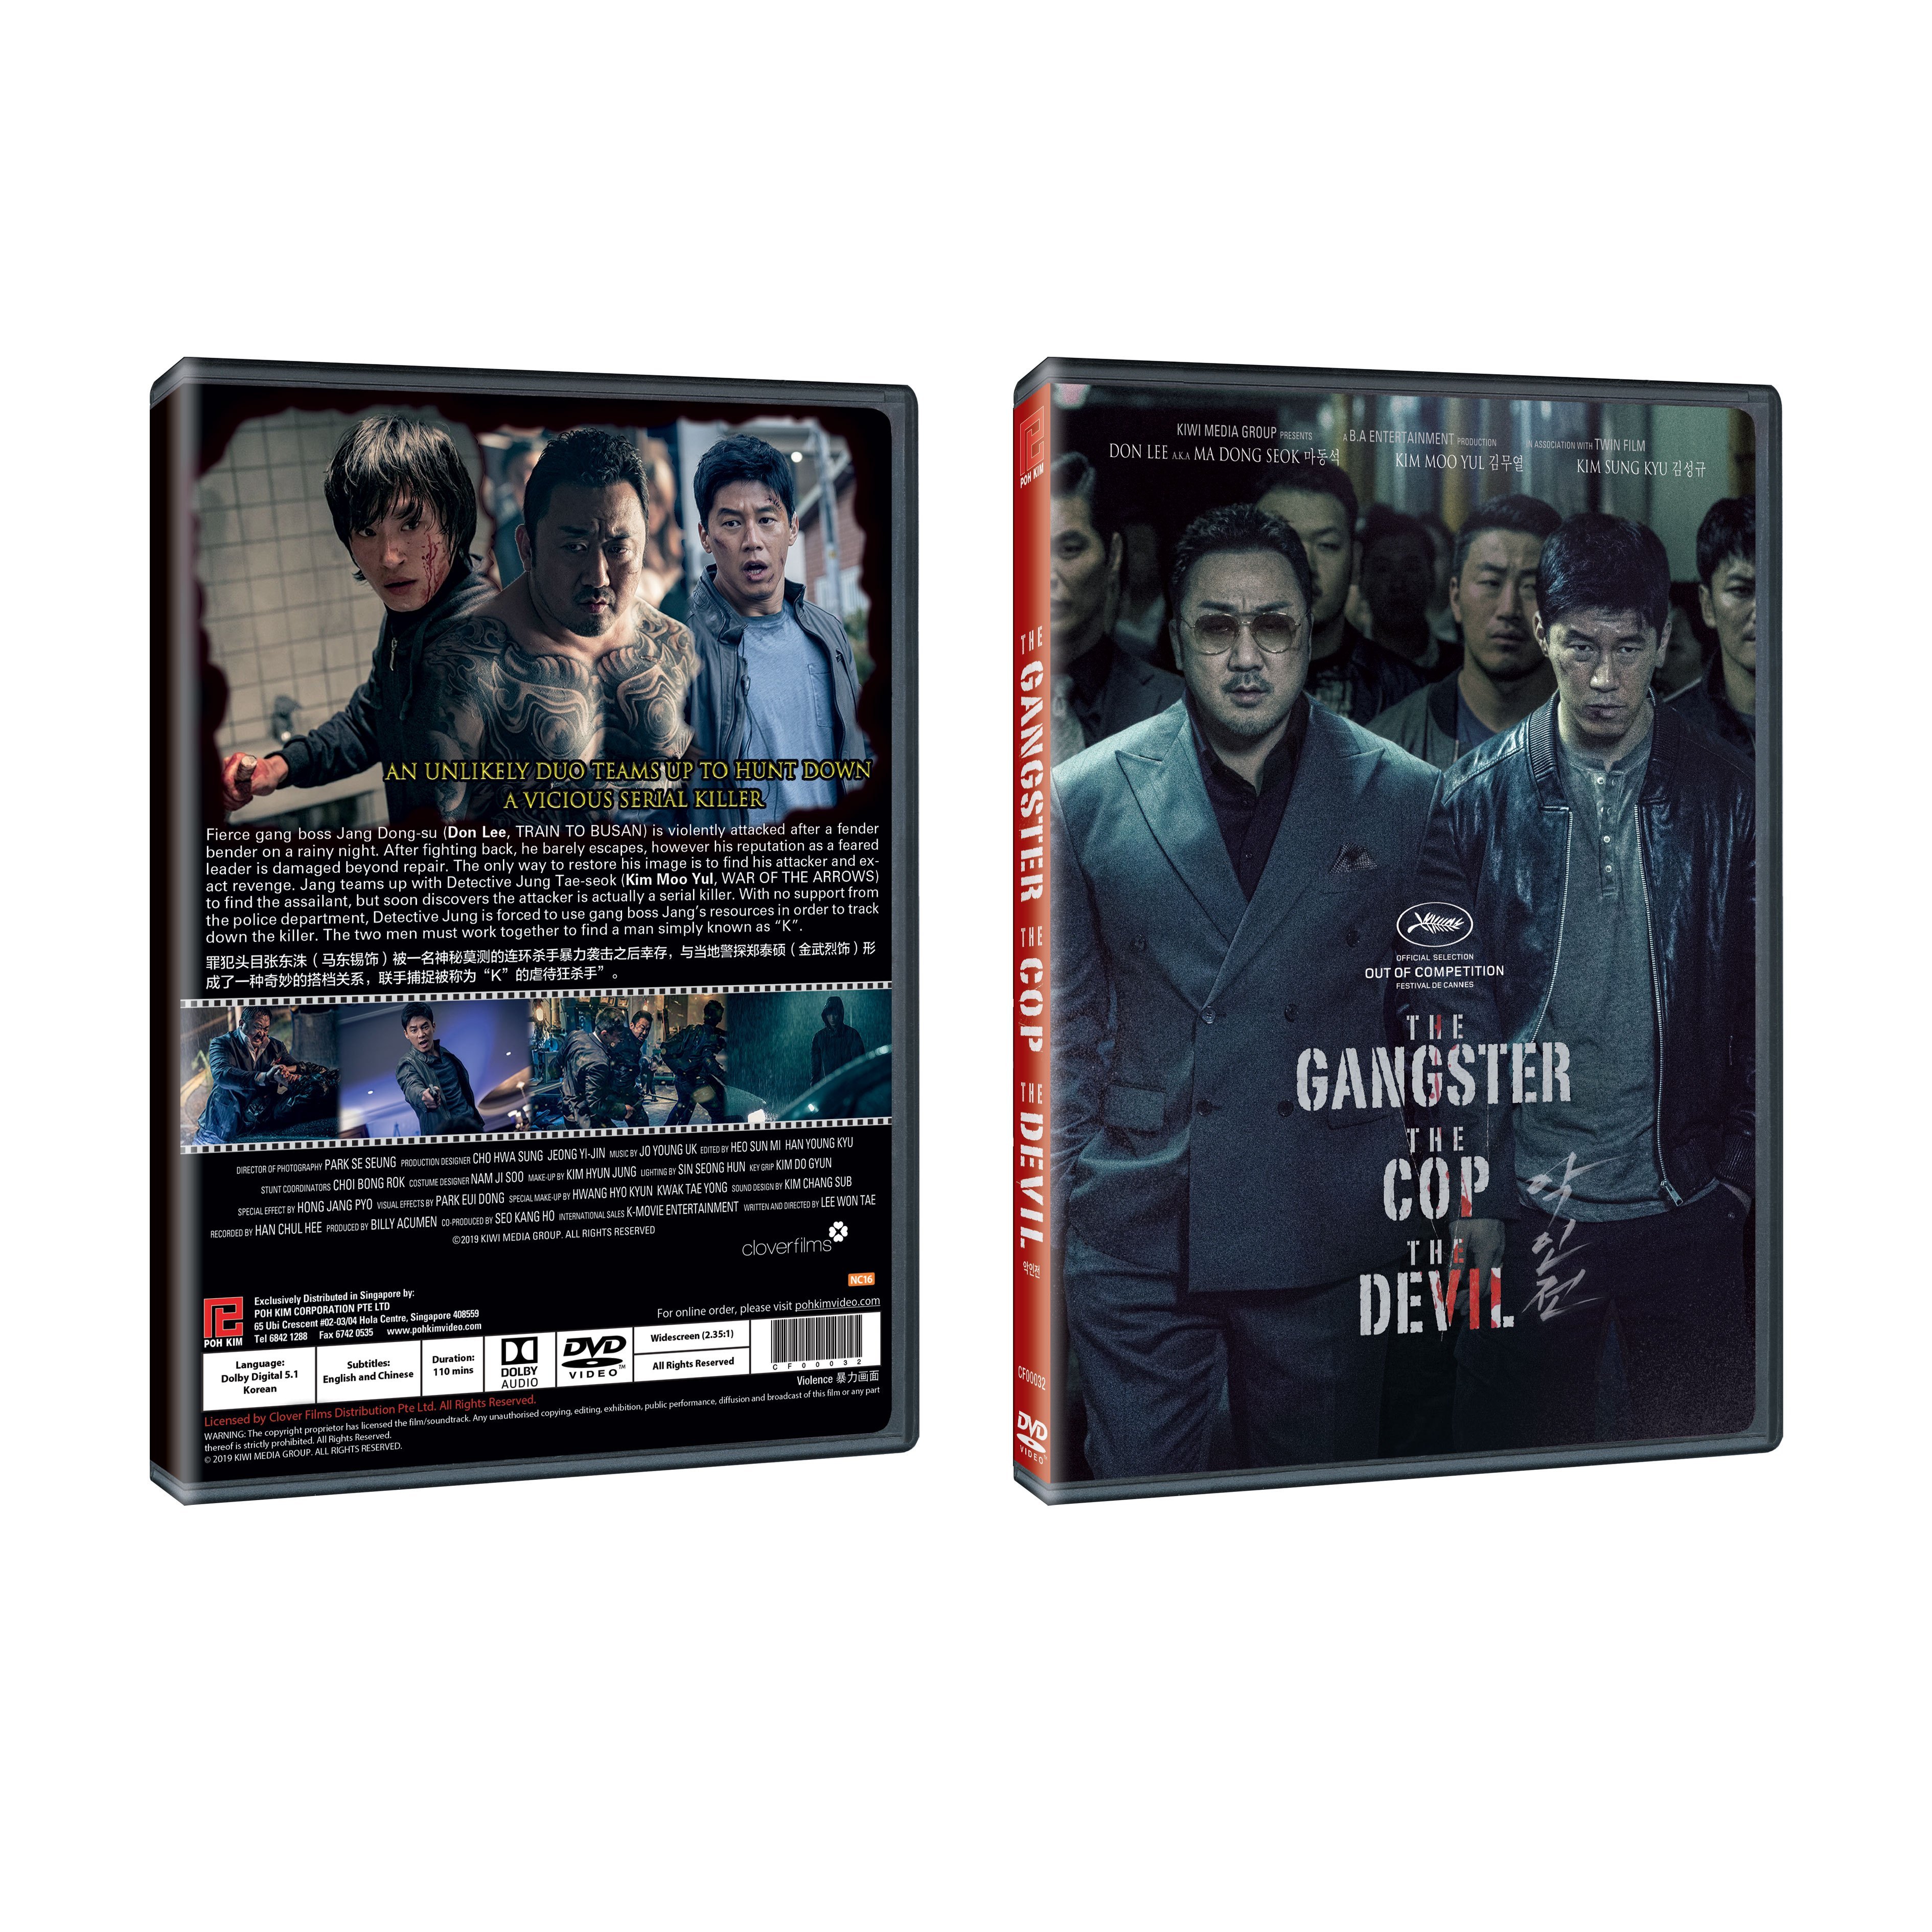 AN UNLIKELY DUO TEAMS UP TO HUNT DOWN
A VICIOUS SERIAL KILLER
Fierce gang boss Jang Dong-su (Don Lee, TRAIN TO BUSAN) is violently attacked after a fender
bender on a rainy night. After fighting back, he barely escapes, however his reputation as a feared
leader is damaged beyond repair. The only way to restore his image is to find his attacker and ex-
act revenge. Jang teams up with Detective Jung Tae-seok (Kim Moo Yul, WAR OF THE ARROWS)
to find the assailant, but soon discovers the attacker is actually a serial killer. With no support from
the police department, Detective Jung is forced to use gang boss Jang's resources in order to track
down the killer. The two men must work together to find a man simply known as “K”.
罪犯头目张东洙（马东锡饰）被一名神秘莫测的连环杀手暴力袭击之后幸存，与当地警探郑泰硕（金武烈饰）形
成了一种奇妙的搭档关系，联手捕捉被称为“K”的虐待狂杀手”。
DIRECTOR OF PHOTOGRAPHY PARK SE SEUNG PRODUCTION DESIGNER CHO HWA SUNG JEONG YI-JIN MUSIC BY JO YOUNG UK EDITED BY HEO SUN MI HAN YOUNG KYU
STUNT COORDINATORS CHOI BONG ROK COSTUME DESIGNER NAM JI SOO MAKE-UP BY KIM HYUN JUNG LIGHTING BY SIN SEONG HUN KEY GRIP KIM DO GYUN
SPECIAL EFFECT BY HONG JANG PYO VISUAL EFFECTS BY PARK EUI DONG SPECIAL MAKE-UP BY HWANG HYO KYUN KWAK TAE YONG SOUND DESIGN BY KIM CHANG SUB
RECORDED BY HAN CHUL HEE PRODUCED BY BILLY ACUMEN CO-PRODUCED BY SEO KANG HO INTERNATIONAL SALES K-MOVIE ENTERTAINMENT WRITTEN AND DIRECTED BY LEE WON TAE
©2019 KIWI MEDIA GROUP. ALL RIGHTS RESERVED
cloverfilms
NC16
POH KIM
Exclusively Distributed in Singapore by:
POH KIM CORPORATION PTE LTD
65 Ubi Crescent #02-03/04 Hola Centre, Singapore 408559
Tel 6842 1288 Fax 6742 0535 www.pohkimvideo.com
For online order, please visit pohkimvideo.com
Language:
Dolby Digital 5.1
Korean
Subtitles:
English and Chinese
Duration:
110 mins
DOLBY
AUDIO
DVD
VIDEO™
Widescreen (2.35:1)
All Rights Reserved
CF00032
Violence 暴力画面
Licensed by Clover Films Distribution Pte Ltd. All Rights Reserved.
WARNING: The copyright proprietor has licensed the film/soundtrack. Any unauthorised copying, editing, exhibition, public performance, diffusion and broadcast of this film or any part
thereof is strictly prohibited. All Rights Reserved.
© 2019 KIWI MEDIA GROUP. ALL RIGHTS RESERVED.
POH KIM
THE GANGSTER THE COP THE DEVIL 악인전
CF00032
DVD
VIDEO™
KIWI MEDIA GROUP PRESENTS A B.A ENTERTAINMENT PRODUCTION IN ASSOCIATION WITH TWIN FILM
DON LEE A.K.A MA DONG SEOK 마동석 KIM MOO YUL 김무열 KIM SUNG KYU 김성규
OFFICIAL SELECTION
OUT OF COMPETITION
FESTIVAL DE CANNES
THE
GANGSTER
THE
COP
THE
DEVIL
악인전